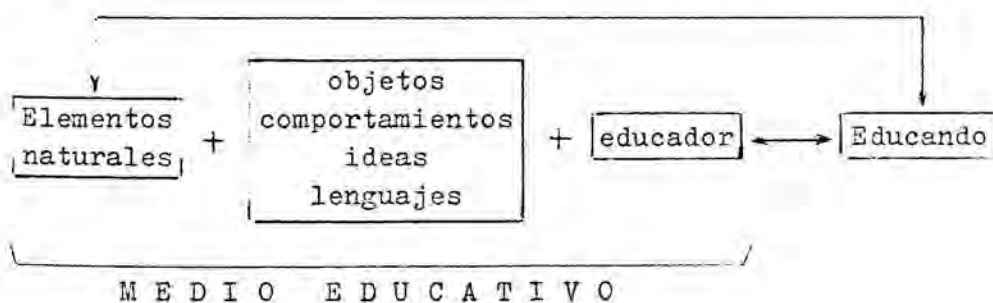 Elementos
naturales
+
objetos
comportamientos
ideas
lenguajes
+
educador
Educando
MEDIO EDUCATIVO